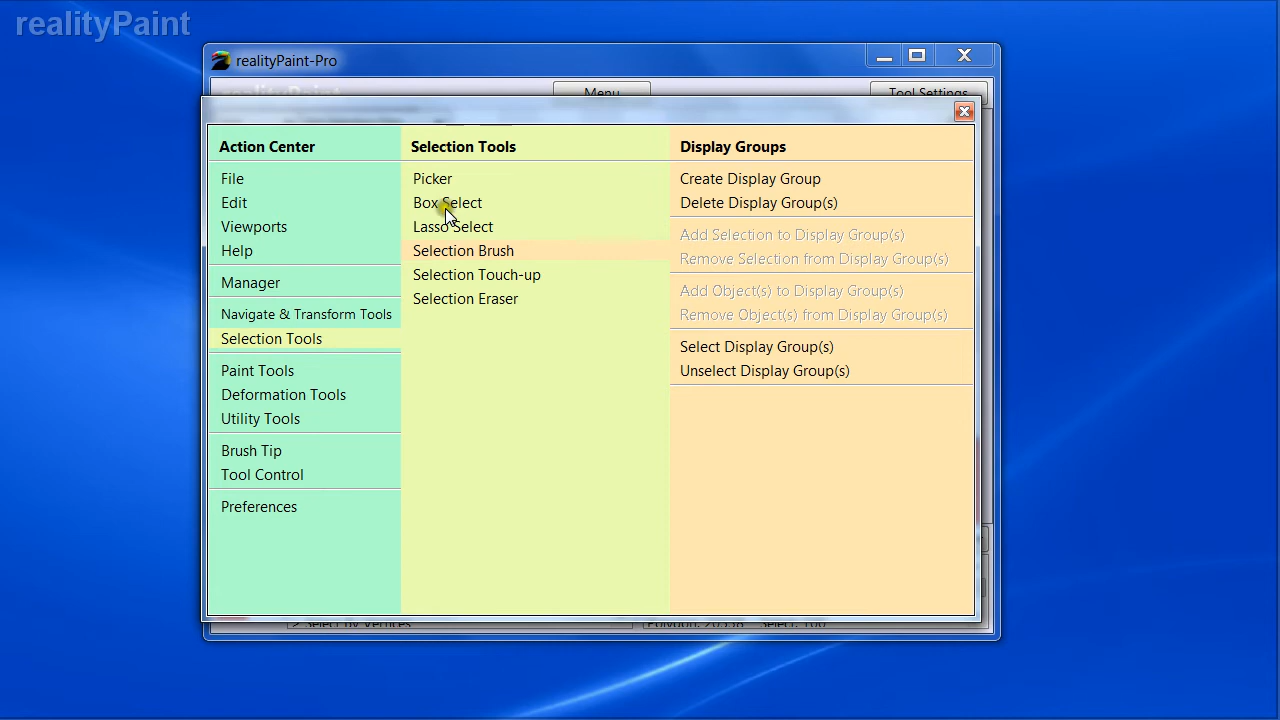 realityPaint
realityPaint-Pro
Menu
Tool Settings
Action Center
File
Edit
Viewports
Help
Manager
Navigate & Transform Tools
Selection Tools
Paint Tools
Deformation Tools
Utility Tools
Brush Tip
Tool Control
Preferences
Selection Tools
Picker
Box Select
Lasso Select
Selection Brush
Selection Touch-up
Selection Eraser
Display Groups
Create Display Group
Delete Display Group(s)
Add Selection to Display Group(s)
Remove Selection from Display Group(s)
Add Object(s) to Display Group(s)
Remove Object(s) from Display Group(s)
Select Display Group(s)
Unselect Display Group(s)